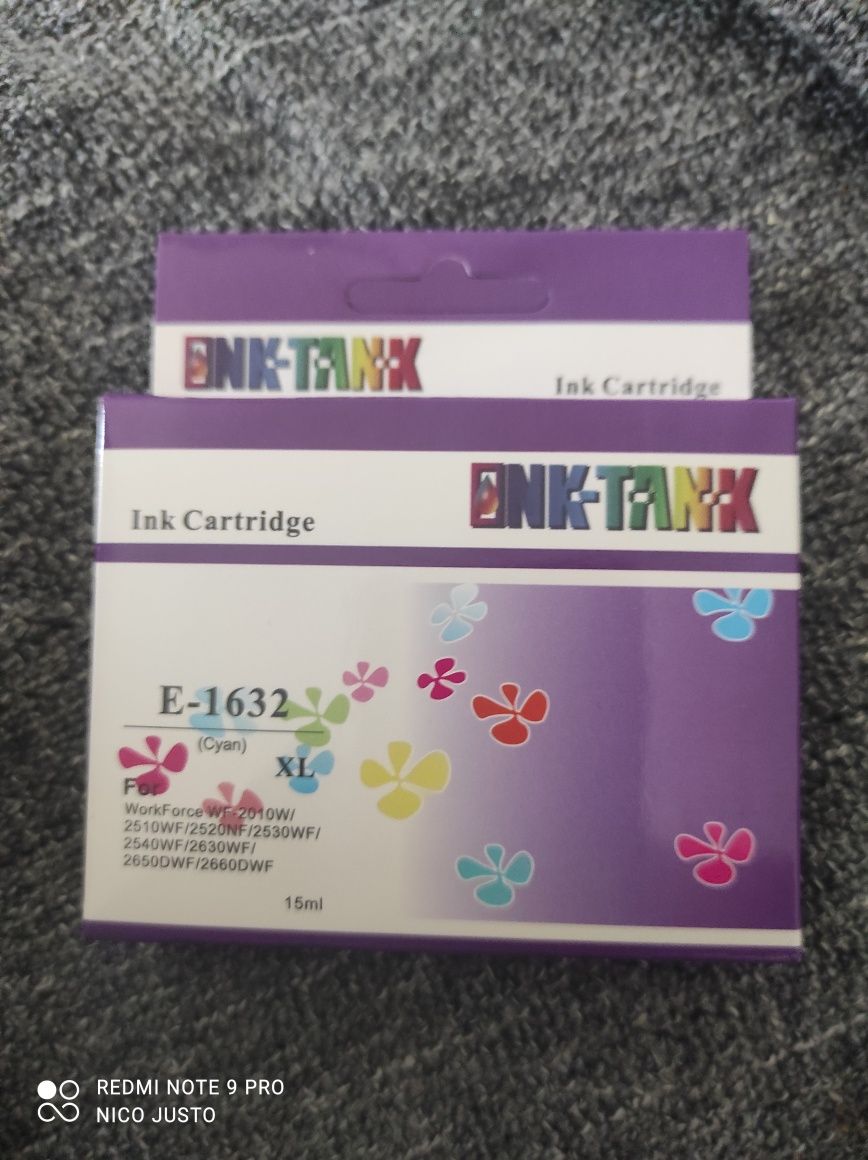 INK-TANK
Ink Cartridge
INK-TANK
Ink Cartridge
E-1632
(Cyan)
XL
For
WorkForce WF-2010W/
2510WF/2520NF/2530WF/
2540WF/2630WF/
2650DWF/2660DWF
15ml
REDMI NOTE 9 PRO
NICO JUSTO